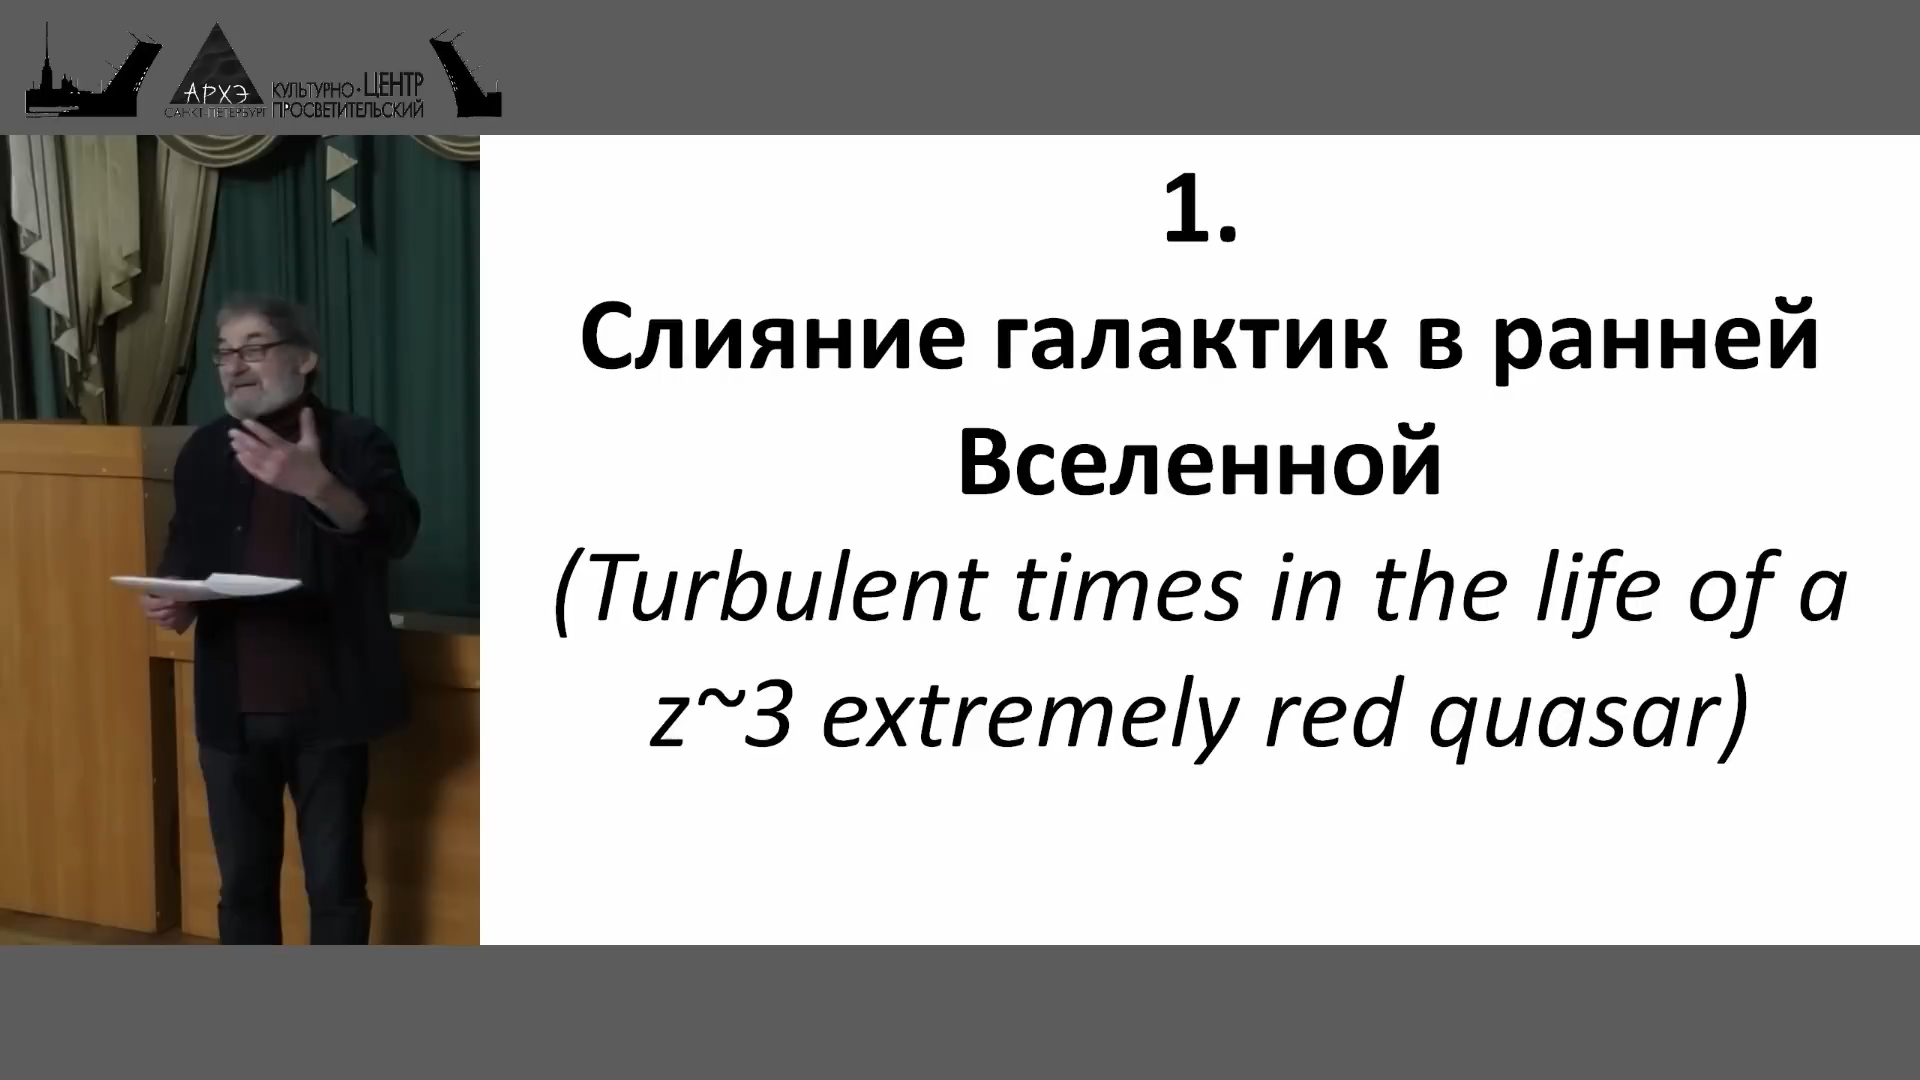 АРХЭ
САНКТ-ПЕТЕРБУРГ
КУЛЬТУРНО-ЦЕНТР
ПРОСВЕТИТЕЛЬСКИЙ
1.
Слияние галактик в ранней
Вселенной
(Turbulent times in the life of a
z~3 extremely red quasar)